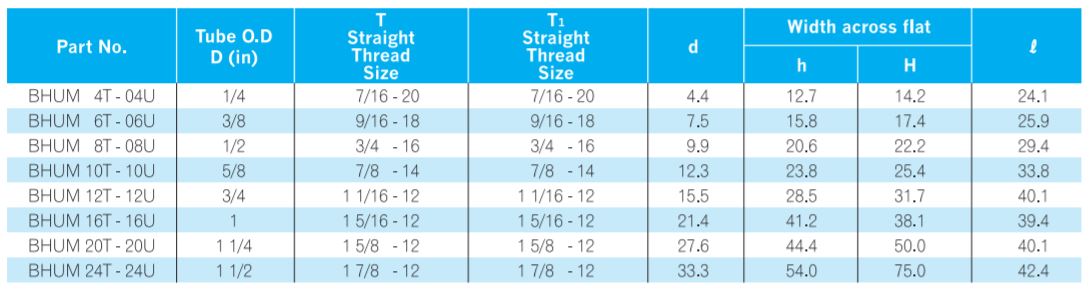 Part No. Tube O.D D (in) T Straight Thread Size T1 Straight Thread Size d Width across flat ℓ
h H
BHUM 4T - 04U 1/4 7/16 - 20 7/16 - 20 4.4 12.7 14.2 24.1
BHUM 6T - 06U 3/8 9/16 - 18 9/16 - 18 7.5 15.8 17.4 25.9
BHUM 8T - 08U 1/2 3/4 - 16 3/4 - 16 9.9 20.6 22.2 29.4
BHUM 10T - 10U 5/8 7/8 - 14 7/8 - 14 12.3 23.8 25.4 33.8
BHUM 12T - 12U 3/4 1 1/16 - 12 1 1/16 - 12 15.5 28.5 31.7 40.1
BHUM 16T - 16U 1 1 5/16 - 12 1 5/16 - 12 21.4 41.2 38.1 39.4
BHUM 20T - 20U 1 1/4 1 5/8 - 12 1 5/8 - 12 27.6 44.4 50.0 40.1
BHUM 24T - 24U 1 1/2 1 7/8 - 12 1 7/8 - 12 33.3 54.0 75.0 42.4